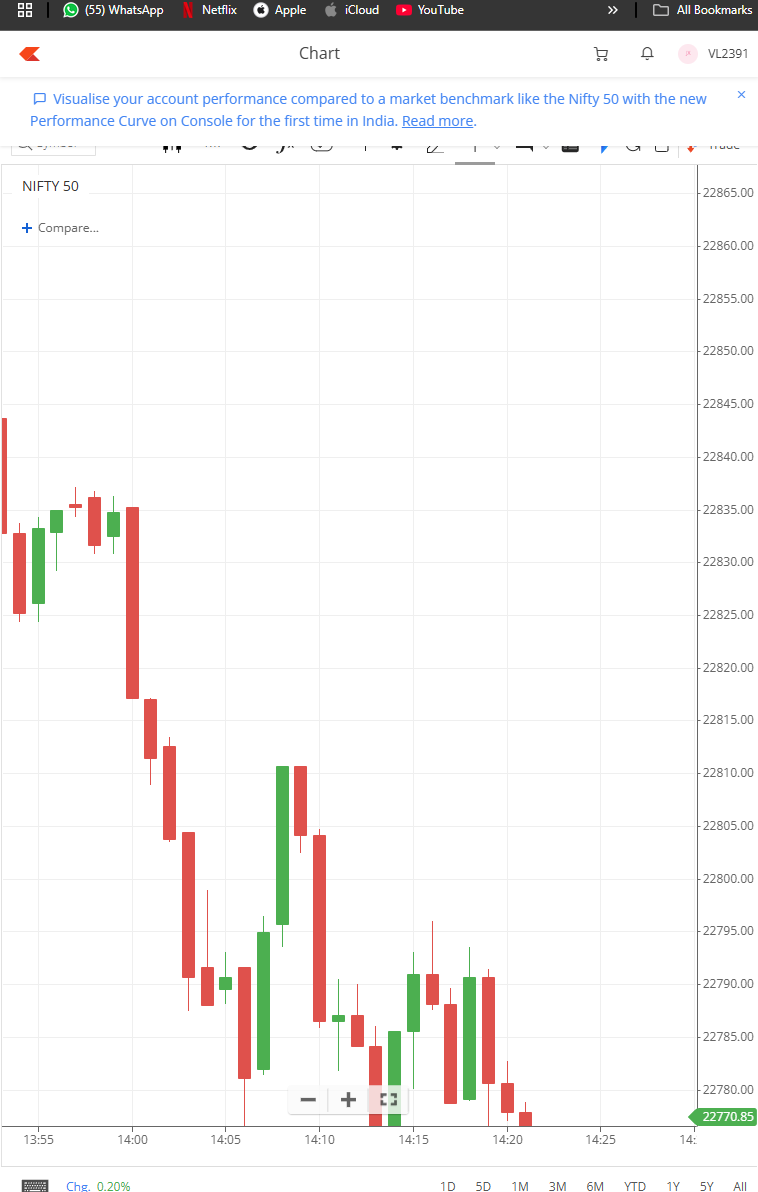 (55) WhatsApp Netflix Apple iCloud YouTube » All Bookmarks
Chart VL2391
Visualise your account performance compared to a market benchmark like the Nifty 50 with the new
Performance Curve on Console for the first time in India. Read more.
NIFTY 50
+ Compare...
22865.00
22860.00
22855.00
22850.00
22845.00
22840.00
22835.00
22830.00
22825.00
22820.00
22815.00
22810.00
22805.00
22800.00
22795.00
22790.00
22785.00
22780.00
22770.85
13:55 14:00 14:05 14:10 14:15 14:20 14:25 14:
Chg. 0.20% 1D 5D 1M 3M 6M YTD 1Y 5Y All